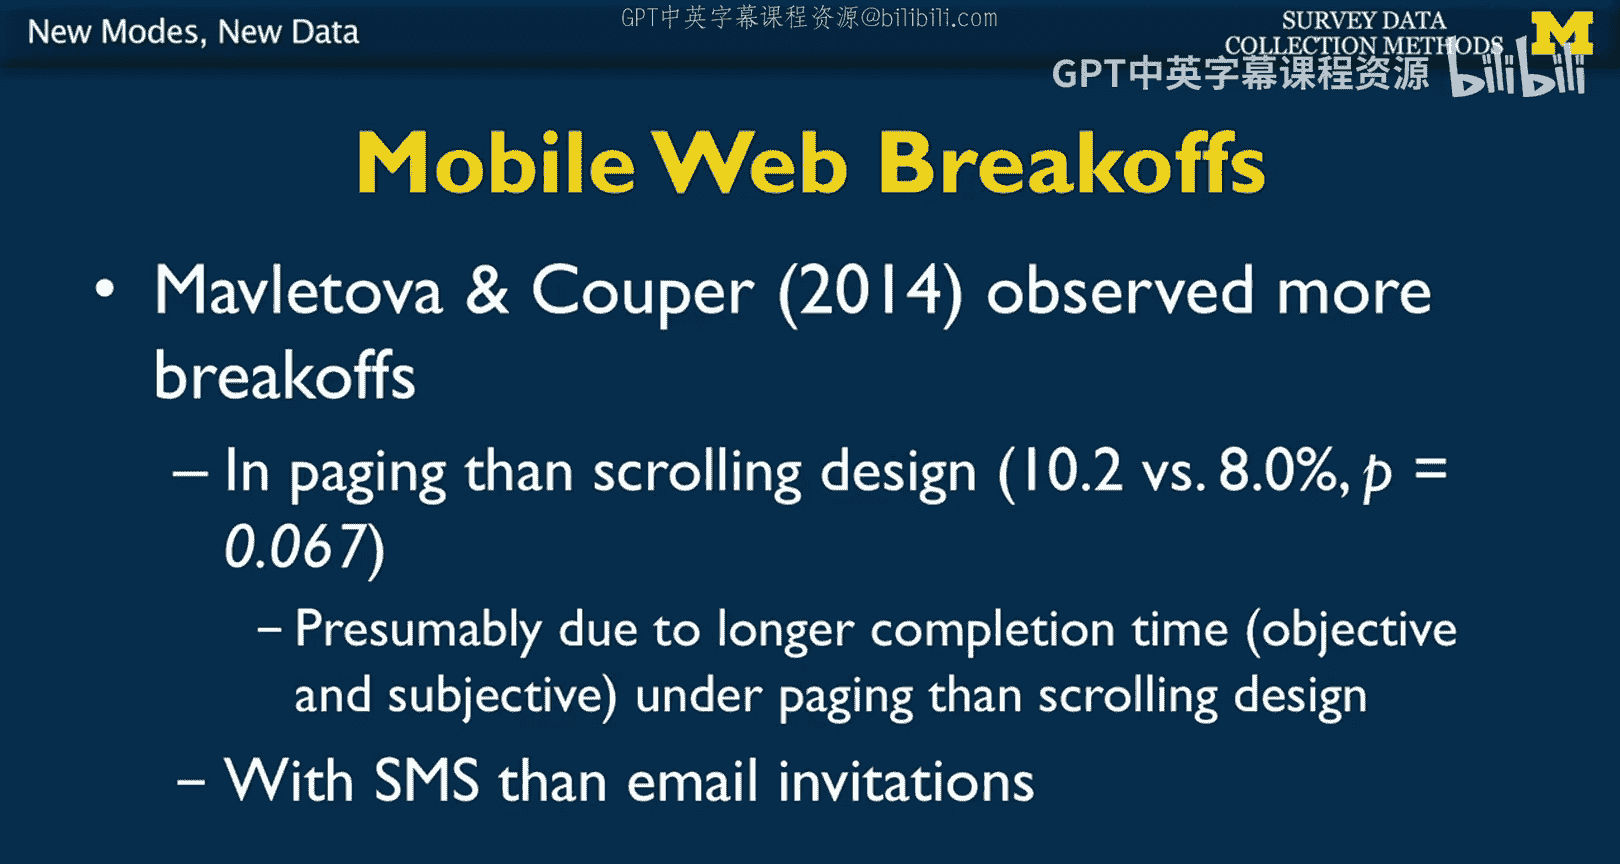 New Modes, New Data
GPT中英字幕课程资源@bilibili.com
SURVEY DATA
COLLECTION METHODS
M
GPT中英字幕课程资源 bilibili
Mobile Web Breakoffs
• Mavletova & Couper (2014) observed more
breakoffs
– In paging than scrolling design (10.2 vs. 8.0%, p =
0.067)
– Presumably due to longer completion time (objective
and subjective) under paging than scrolling design
– With SMS than email invitations